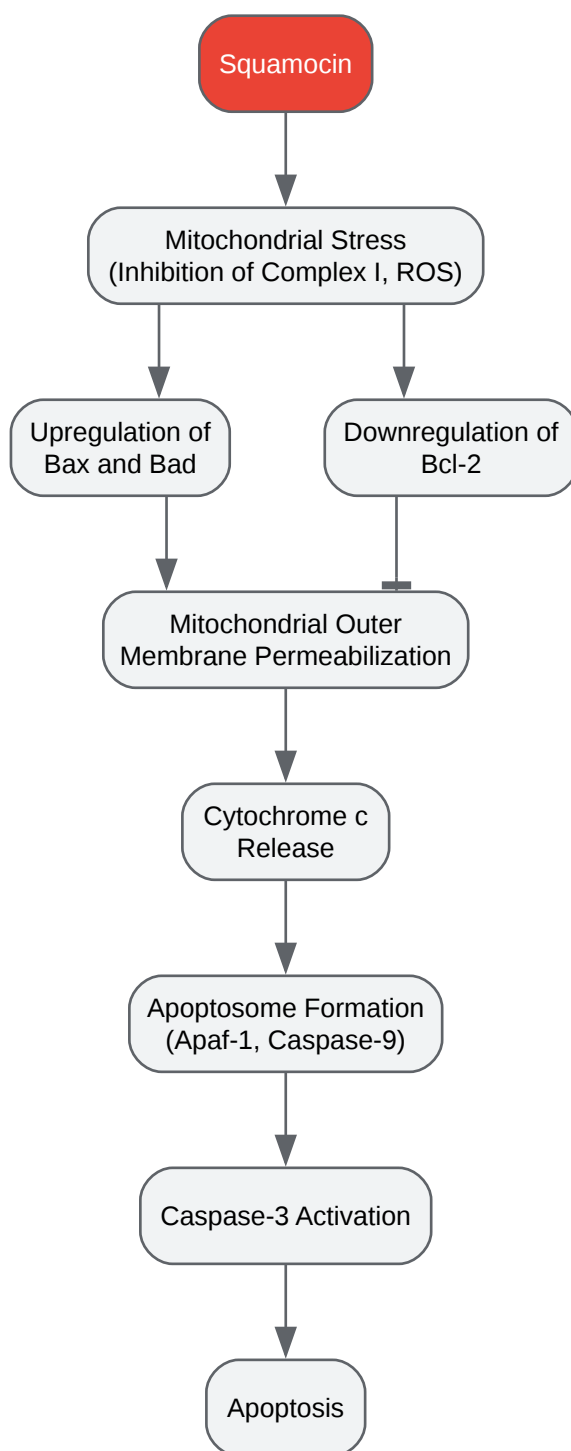 Squamocin
Mitochondrial Stress
(Inhibition of Complex I, ROS)
Upregulation of
Bax and Bad
Downregulation of
Bcl-2
Mitochondrial Outer
Membrane Permeabilization
Cytochrome c
Release
Apoptosome Formation
(Apaf-1, Caspase-9)
Caspase-3 Activation
Apoptosis